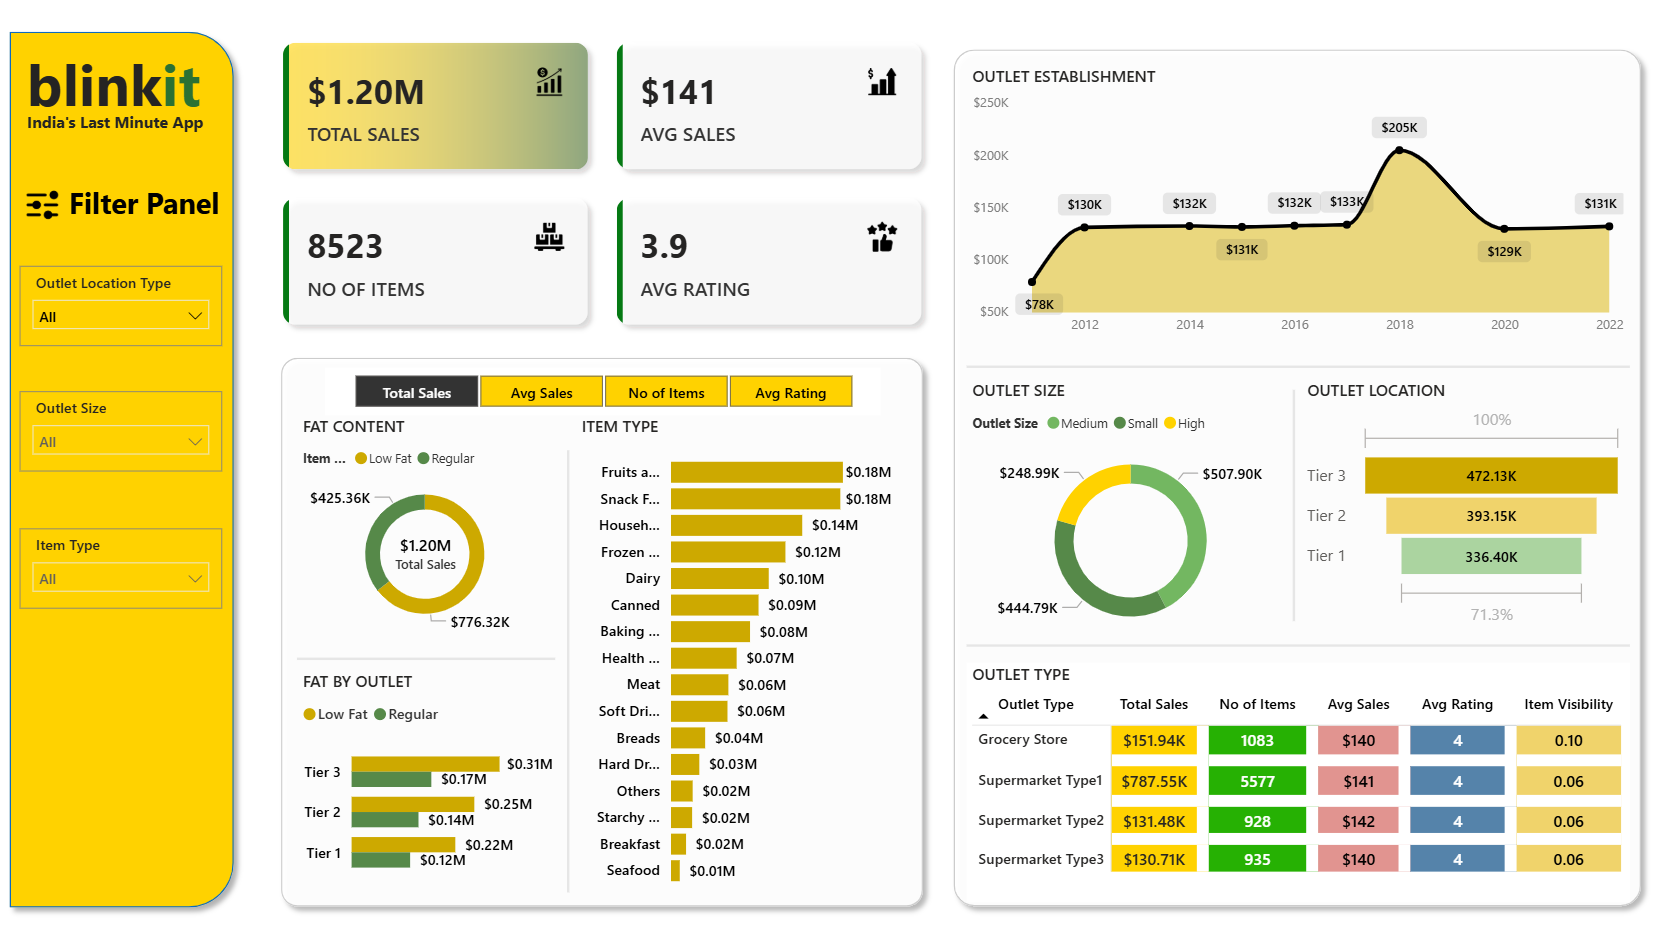 blinkit
India's Last Minute App
Filter Panel
Outlet Location Type
All
Outlet Size
All
Item Type
All
$1.20M
TOTAL SALES
$141
AVG SALES
8523
NO OF ITEMS
3.9
AVG RATING
Total Sales
Avg Sales
No of Items
Avg Rating
FAT CONTENT
Item ... Low Fat Regular
$425.36K
$1.20M
Total Sales
$776.32K
FAT BY OUTLET
Low Fat Regular
Tier 3 $0.31M
$0.17M
Tier 2 $0.25M
$0.14M
Tier 1 $0.22M
$0.12M
ITEM TYPE
Fruits a... $0.18M
Snack F... $0.18M
Househ... $0.14M
Frozen ... $0.12M
Dairy $0.10M
Canned $0.09M
Baking ... $0.08M
Health ... $0.07M
Meat $0.06M
Soft Dri... $0.06M
Breads $0.04M
Hard Dr... $0.03M
Others $0.02M
Starchy ... $0.02M
Breakfast $0.02M
Seafood $0.01M
OUTLET ESTABLISHMENT
$250K
$200K
$150K
$100K
$50K
$78K
$130K
$132K
$131K
$132K
$133K
$205K
$129K
$131K
2012 2014 2016 2018 2020 2022
OUTLET SIZE
Outlet Size Medium Small High
$248.99K
$507.90K
$444.79K
OUTLET LOCATION
100%
Tier 3 472.13K
Tier 2 393.15K
Tier 1 336.40K
71.3%
OUTLET TYPE
Outlet Type Total Sales No of Items Avg Sales Avg Rating Item Visibility
Grocery Store $151.94K 1083 $140 4 0.10
Supermarket Type1 $787.55K 5577 $141 4 0.06
Supermarket Type2 $131.48K 928 $142 4 0.06
Supermarket Type3 $130.71K 935 $140 4 0.06